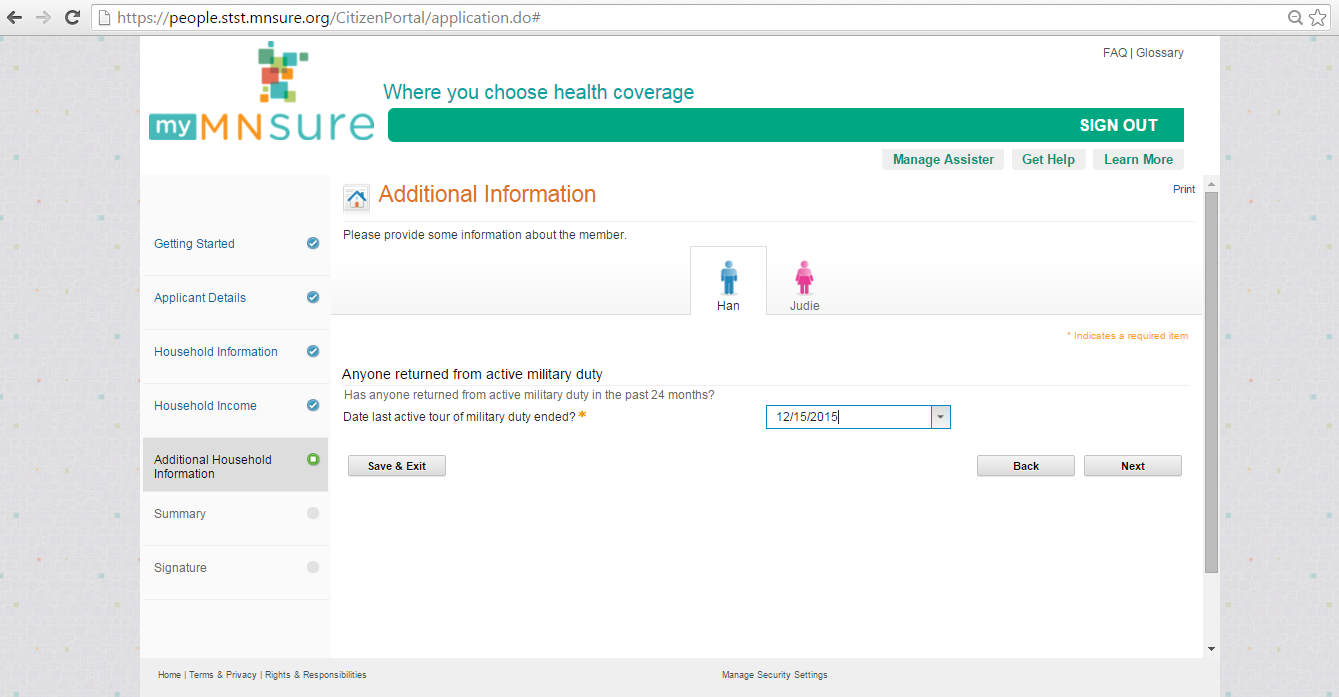 https://people.stst.mnsure.org/CitizenPortal/application.do#
FAQ | Glossary
my MNsure
Where you choose health coverage
SIGN OUT
Manage Assister Get Help Learn More
Additional Information
Print
Please provide some information about the member.
Getting Started
Applicant Details
Household Information
Household Income
Additional Household
Information
Summary
Signature
Han
Judie
* Indicates a required item
Anyone returned from active military duty
Has anyone returned from active military duty in the past 24 months?
Date last active tour of military duty ended? *
12/15/2015
Save & Exit
Back
Next
Home | Terms & Privacy | Rights & Responsibilities
Manage Security Settings